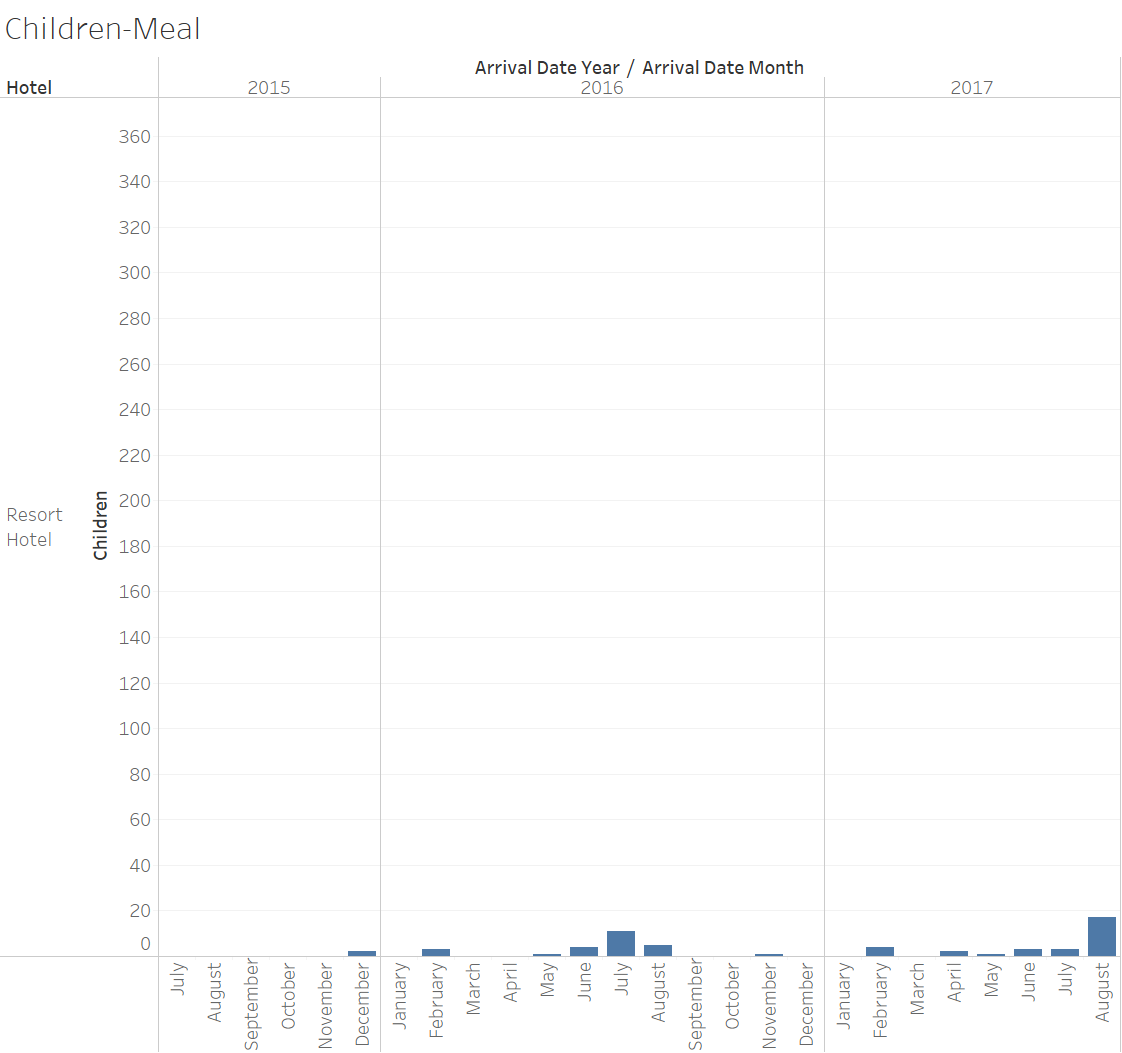 Children-Meal
Arrival Date Year / Arrival Date Month
Hotel
2015
2016
2017
360
340
320
300
280
260
240
220
200
180
160
140
120
100
80
60
40
20
0
Children
Resort
Hotel
July
August
September
October
November
December
January
February
March
April
May
June
July
August
September
October
November
December
January
February
March
April
May
June
July
August